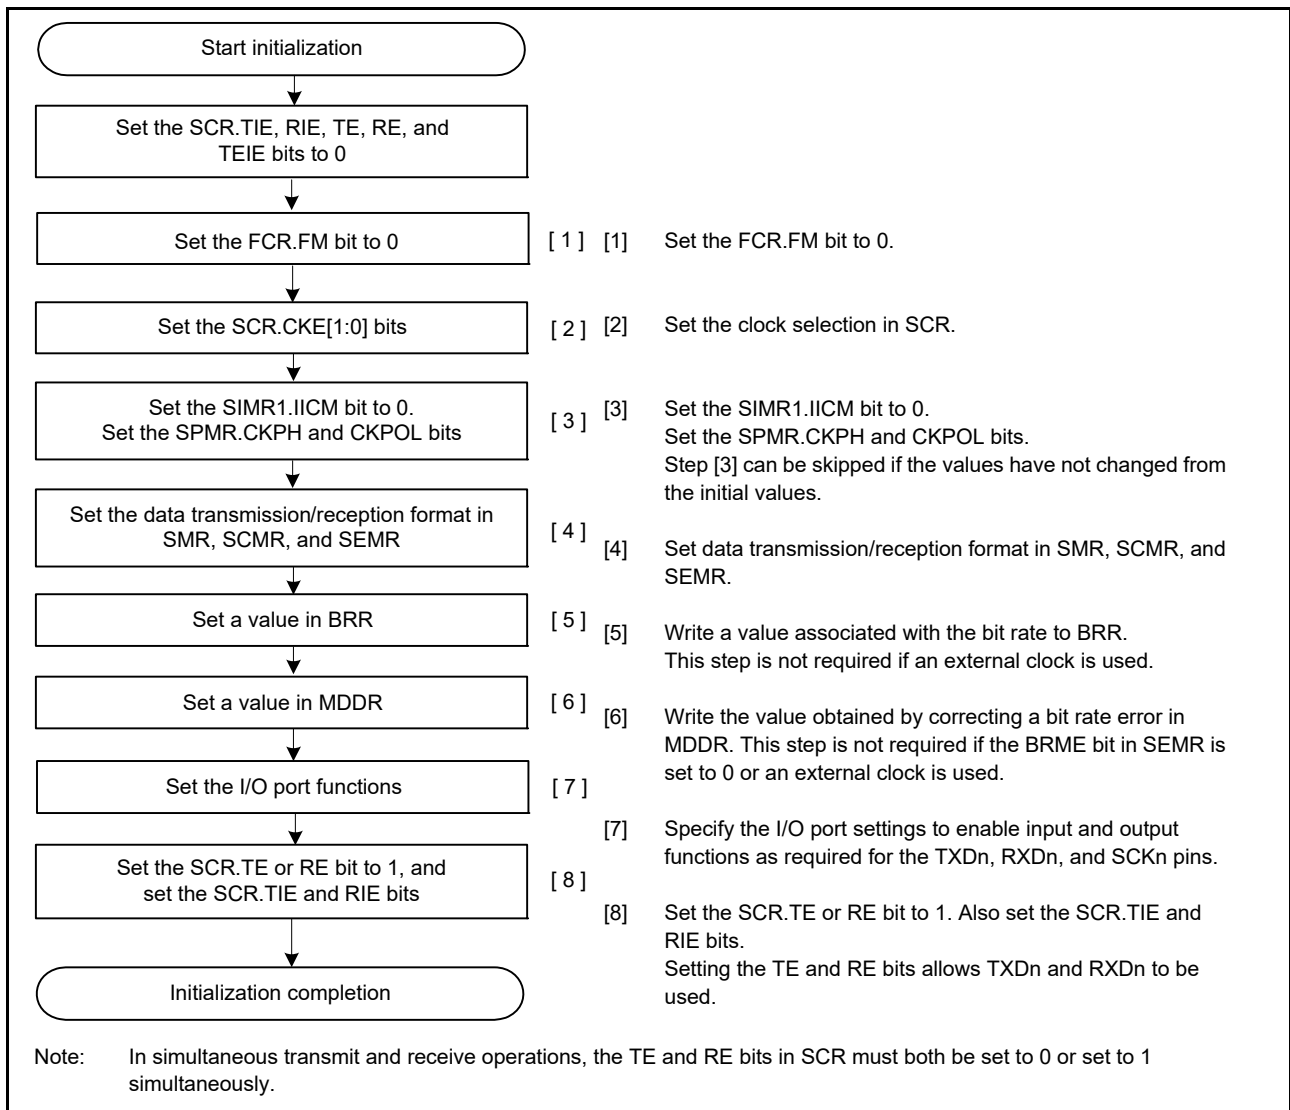 Start initialization
Set the SCR.TIE, RIE, TE, RE, and
TEIE bits to 0
Set the FCR.FM bit to 0
[ 1 ]
[1] Set the FCR.FM bit to 0.
Set the SCR.CKE[1:0] bits
[ 2 ]
[2] Set the clock selection in SCR.
Set the SIMR1.IICM bit to 0.
Set the SPMR.CKPH and CKPOL bits
[ 3 ]
[3] Set the SIMR1.IICM bit to 0.
Set the SPMR.CKPH and CKPOL bits.
Step [3] can be skipped if the values have not changed from
the initial values.
Set the data transmission/reception format in
SMR, SCMR, and SEMR
[ 4 ]
[4] Set data transmission/reception format in SMR, SCMR, and
SEMR.
Set a value in BRR
[ 5 ]
[5] Write a value associated with the bit rate to BRR.
This step is not required if an external clock is used.
Set a value in MDDR
[ 6 ]
[6] Write the value obtained by correcting a bit rate error in
MDDR. This step is not required if the BRME bit in SEMR is
set to 0 or an external clock is used.
Set the I/O port functions
[ 7 ]
[7] Specify the I/O port settings to enable input and output
functions as required for the TXDn, RXDn, and SCKn pins.
Set the SCR.TE or RE bit to 1, and
set the SCR.TIE and RIE bits
[ 8 ]
[8] Set the SCR.TE or RE bit to 1. Also set the SCR.TIE and
RIE bits.
Setting the TE and RE bits allows TXDn and RXDn to be
used.
Initialization completion
Note: In simultaneous transmit and receive operations, the TE and RE bits in SCR must both be set to 0 or set to 1
simultaneously.